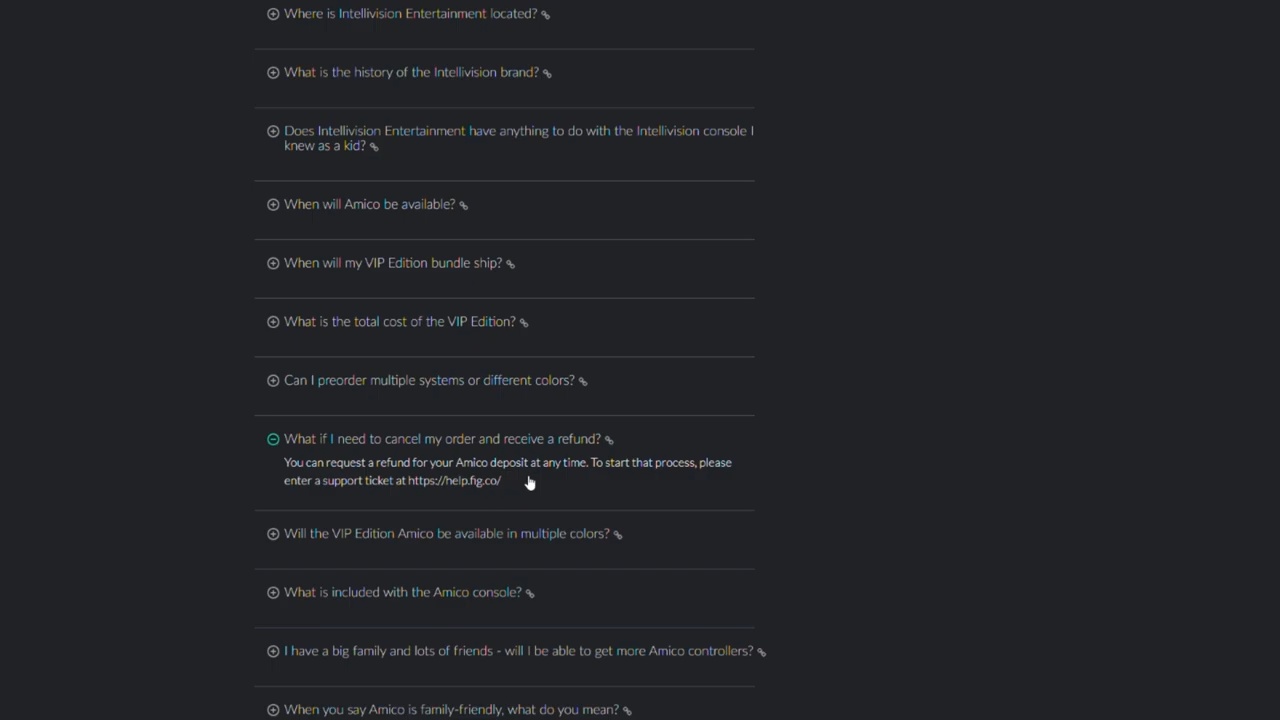 Where is Intellivision Entertainment located?
What is the history of the Intellivision brand?
Does Intellivision Entertainment have anything to do with the Intellivision console I
knew as a kid?
When will Amico be available?
When will my VIP Edition bundle ship?
What is the total cost of the VIP Edition?
Can I preorder multiple systems or different colors?
What if I need to cancel my order and receive a refund?
You can request a refund for your Amico deposit at any time. To start that process, please
enter a support ticket at https://help.fig.co/
Will the VIP Edition Amico be available in multiple colors?
What is included with the Amico console?
I have a big family and lots of friends - will I be able to get more Amico controllers?
When you say Amico is family-friendly, what do you mean?